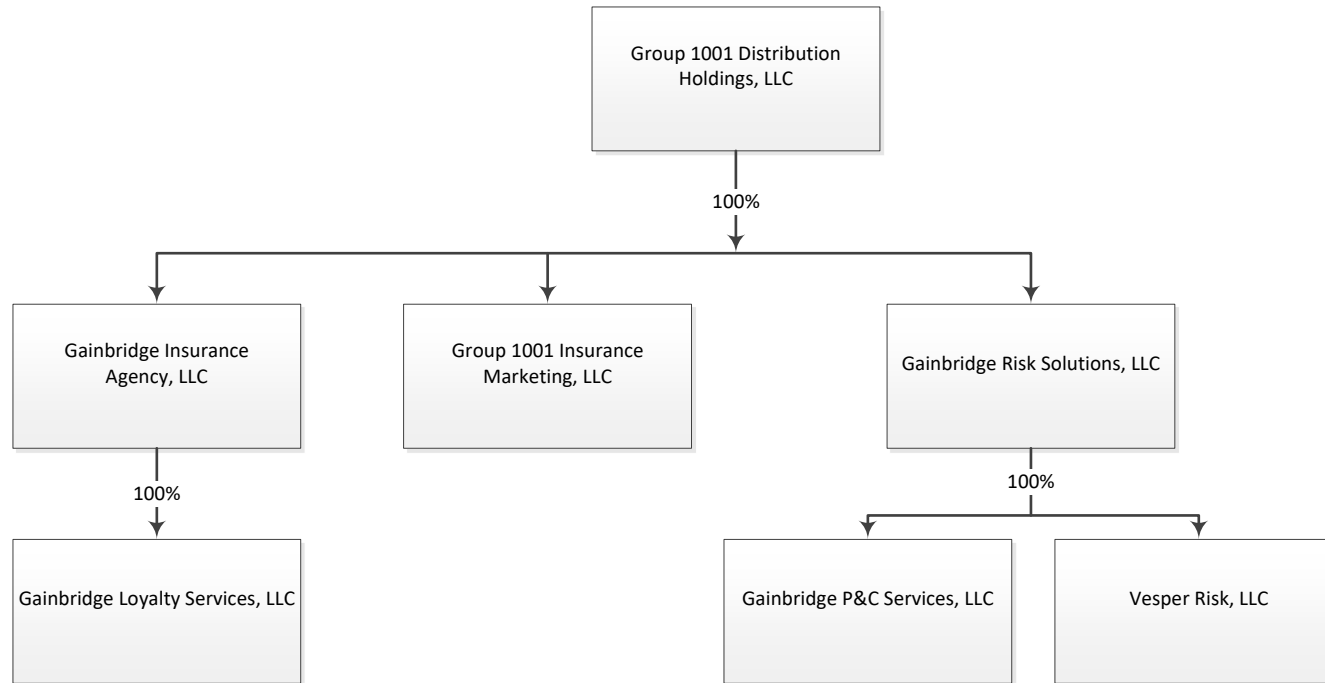 Group 1001 Distribution
Holdings, LLC
100%
Gainbridge Insurance
Agency, LLC
Group 1001 Insurance
Marketing, LLC
Gainbridge Risk Solutions, LLC
100%
100%
Gainbridge Loyalty Services, LLC
Gainbridge P&C Services, LLC
Vesper Risk, LLC